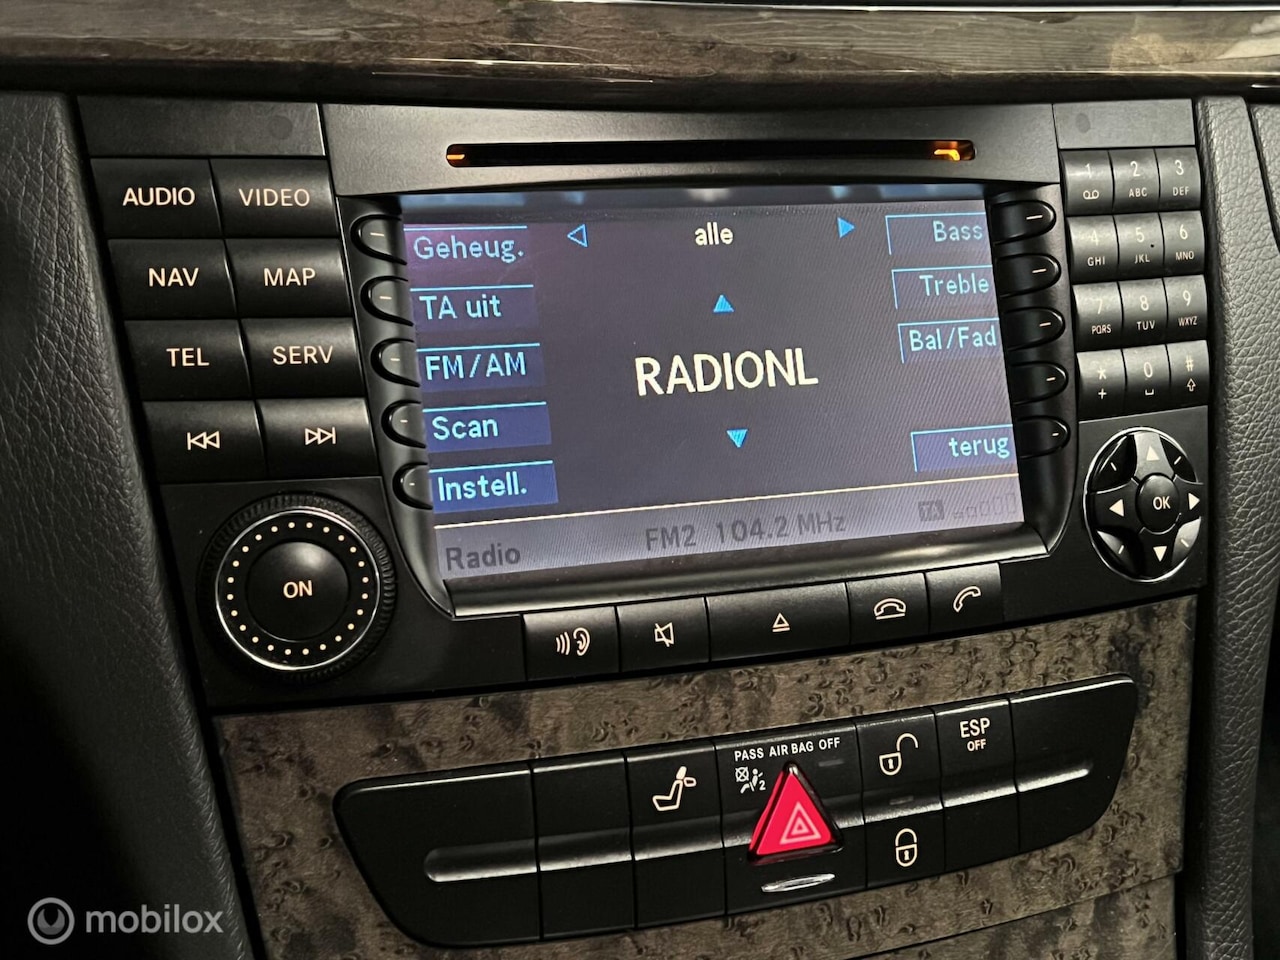 AUDIO VIDEO
NAV MAP
TEL SERV
ON
Geheug.
TA uit
FM/AM
Scan
Instell.
alle
RADIONL
Bass
Treble
Bal/Fad
terug
Radio FM2 104.2 MHz TA
1 2 ABC 3 DEF
4 GHI 5 JKL 6 MNO
7 PQRS 8 TUV 9 WXYZ
* + 0 #
OK
PASS AIR BAG OFF
2
ESP
OFF
mobilox